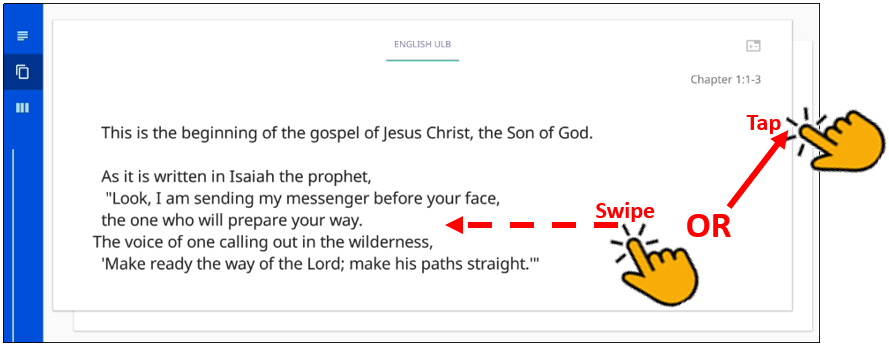 ENGLISH ULB
Chapter 1:1-3
This is the beginning of the gospel of Jesus Christ, the Son of God.
As it is written in Isaiah the prophet,
"Look, I am sending my messenger before your face,
the one who will prepare your way.
The voice of one calling out in the wilderness,
'Make ready the way of the Lord; make his paths straight.'"
Swipe
OR
Tap